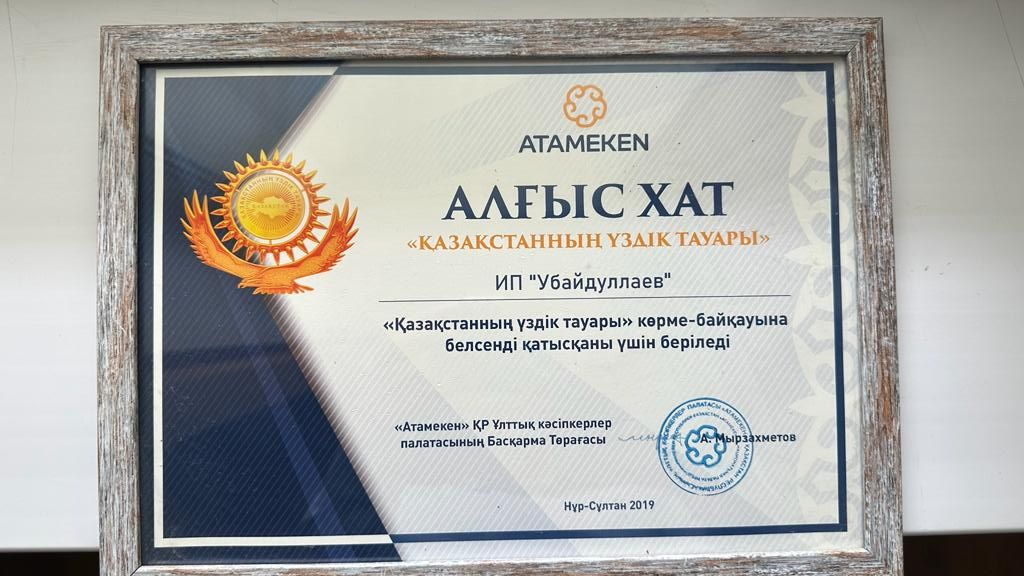 ATAMEKEN
АЛҒЫС ХАТ
«ҚАЗАҚСТАННЫҢ ҮЗДІК ТАУАРЫ»
ИП "Убайдуллаев"
«Қазақстанның үздік тауары» көрме-байқауына
белсенді қатысқаны үшін беріледі
«Атамекен» ҚР Ұлттық кәсіпкерлер
палатасының Басқарма Төрағасы
А. Мырзахметов
Нұр-Сұлтан 2019